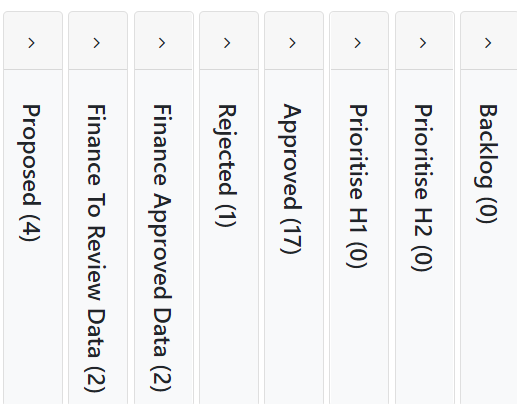 Proposed (4)
Finance To Review Data (2)
Finance Approved Data (2)
Rejected (1)
Approved (17)
Prioritise H1 (0)
Prioritise H2 (0)
Backlog (0)